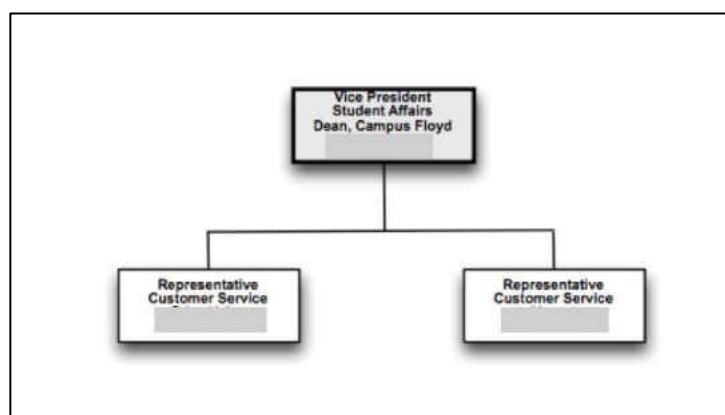 Vice President
Student Affairs
Dean, Campus Floyd
Representative
Customer Service
Representative
Customer Service